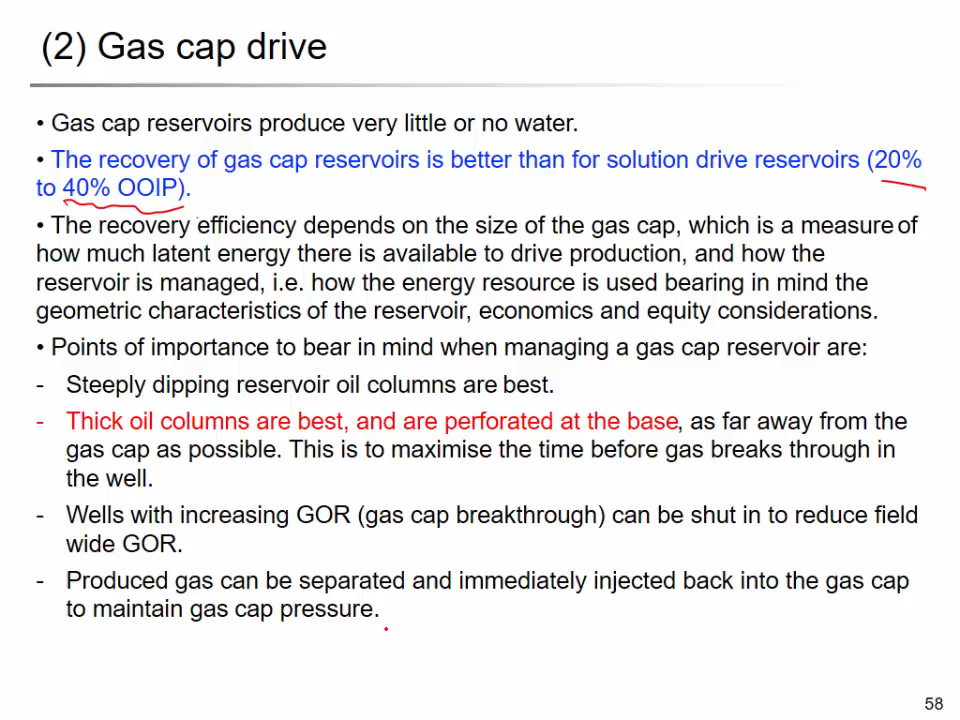 (2) Gas cap drive
• Gas cap reservoirs produce very little or no water.
• The recovery of gas cap reservoirs is better than for solution drive reservoirs (20%
to 40% OOIP).
• The recovery efficiency depends on the size of the gas cap, which is a measure of
how much latent energy there is available to drive production, and how the
reservoir is managed, i.e. how the energy resource is used bearing in mind the
geometric characteristics of the reservoir, economics and equity considerations.
• Points of importance to bear in mind when managing a gas cap reservoir are:
- Steeply dipping reservoir oil columns are best.
- Thick oil columns are best, and are perforated at the base, as far away from the
gas cap as possible. This is to maximise the time before gas breaks through in
the well.
- Wells with increasing GOR (gas cap breakthrough) can be shut in to reduce field
wide GOR.
- Produced gas can be separated and immediately injected back into the gas cap
to maintain gas cap pressure.
58